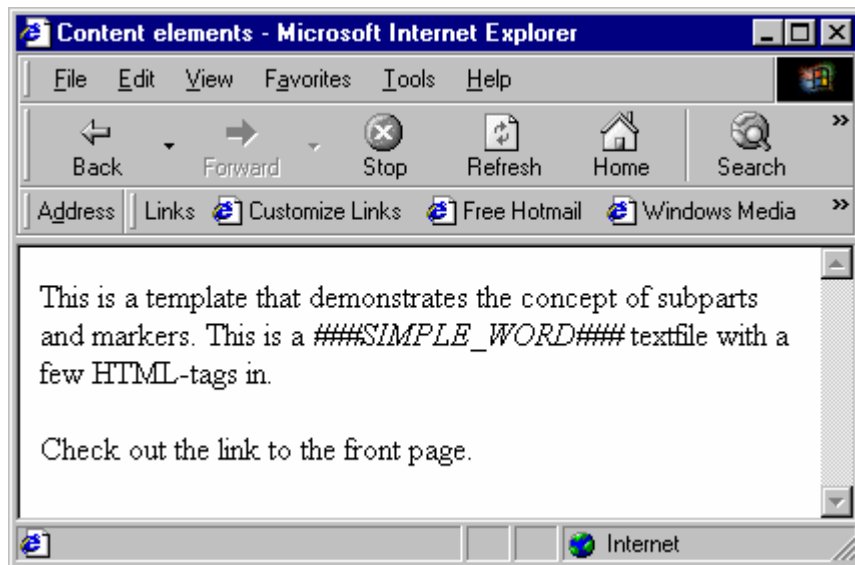 Content elements - Microsoft Internet Explorer
File Edit View Favorites Tools Help
»
Back Forward Stop Refresh Home Search
Address Links Customize Links Free Hotmail Windows Media »
This is a template that demonstrates the concept of subparts
and markers. This is a ###SIMPLE_WORD### textfile with a
few HTML-tags in.
Check out the link to the front page.
Internet